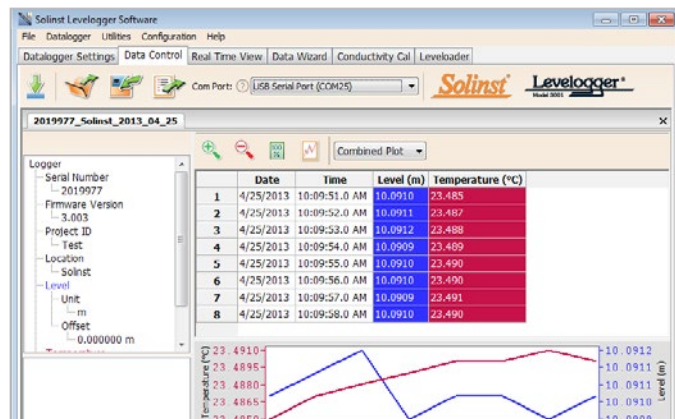 Solinst Levelogger Software
File Datalogger Utilities Configuration Help
Datalogger Settings Data Control Real Time View Data Wizard Conductivity Cal Leveloader
Com Port: USB Serial Port (COM25) Solinst Levelogger
Model 3001
2019977_Solinst_2013_04_25
Combined Plot
Logger
Serial Number
2019977
Firmware Version
3.003
Project ID
Test
Location
Solinst
Level
Unit
m
Offset
0.000000 m
Date Time Level (m) Temperature (°C)
1 4/25/2013 10:09:51.0 AM 10.0910 23.485
2 4/25/2013 10:09:52.0 AM 10.0911 23.487
3 4/25/2013 10:09:53.0 AM 10.0912 23.488
4 4/25/2013 10:09:54.0 AM 10.0909 23.489
5 4/25/2013 10:09:55.0 AM 10.0910 23.490
6 4/25/2013 10:09:56.0 AM 10.0910 23.490
7 4/25/2013 10:09:57.0 AM 10.0909 23.491
8 4/25/2013 10:09:58.0 AM 10.0910 23.490
Temperature (°C)
23.4910
23.4895
23.4880
23.4865
10.0912
10.0911
10.0911
10.0910
Level (m)